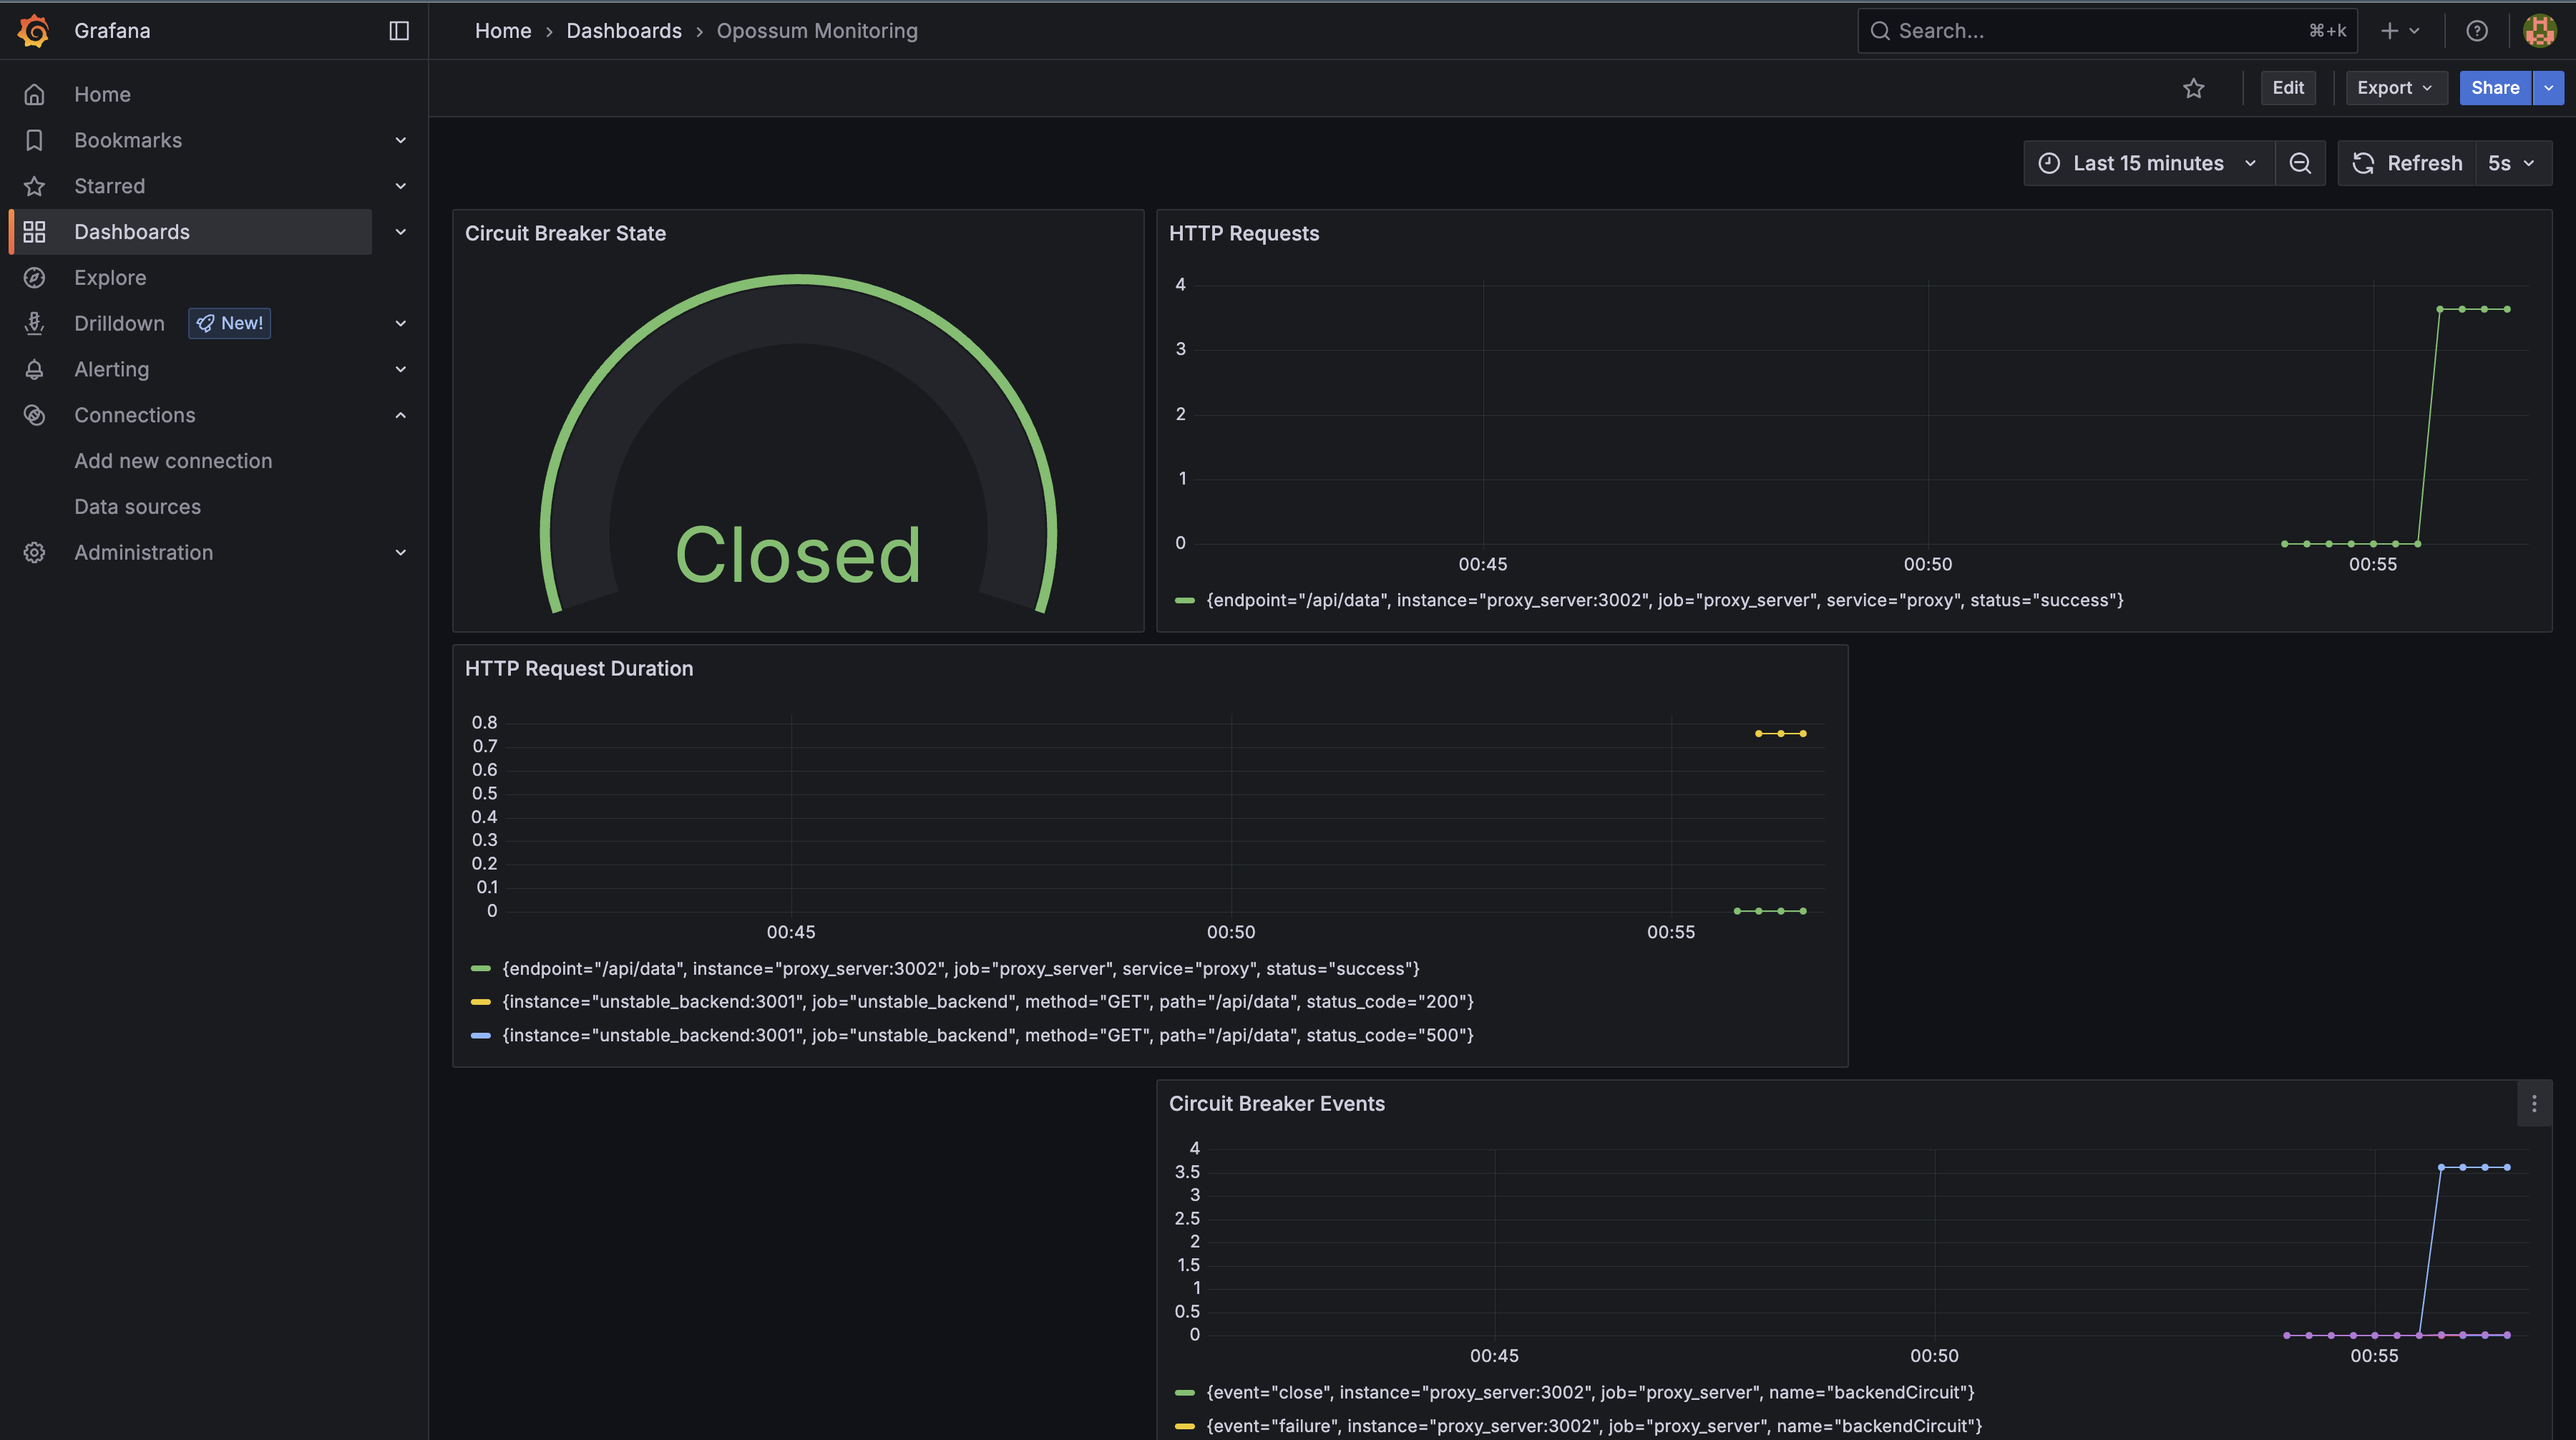 Grafana
Home › Dashboards › Opossum Monitoring
Search...
⌘+k
Home
Bookmarks
Starred
Dashboards
Explore
Drilldown
New!
Alerting
Connections
Add new connection
Data sources
Administration
Edit
Export
Share
Last 15 minutes
Refresh
5s
Circuit Breaker State
Closed
HTTP Requests
4
3
2
1
0
00:45
00:50
00:55
{endpoint="/api/data", instance="proxy_server:3002", job="proxy_server", service="proxy", status="success"}
HTTP Request Duration
0.8
0.7
0.6
0.5
0.4
0.3
0.2
0.1
0
00:45
00:50
00:55
{endpoint="/api/data", instance="proxy_server:3002", job="proxy_server", service="proxy", status="success"}
{instance="unstable_backend:3001", job="unstable_backend", method="GET", path="/api/data", status_code="200"}
{instance="unstable_backend:3001", job="unstable_backend", method="GET", path="/api/data", status_code="500"}
Circuit Breaker Events
4
3.5
3
2.5
2
1.5
1
0.5
0
00:45
00:50
00:55
{event="close", instance="proxy_server:3002", job="proxy_server", name="backendCircuit"}
{event="failure", instance="proxy_server:3002", job="proxy_server", name="backendCircuit"}